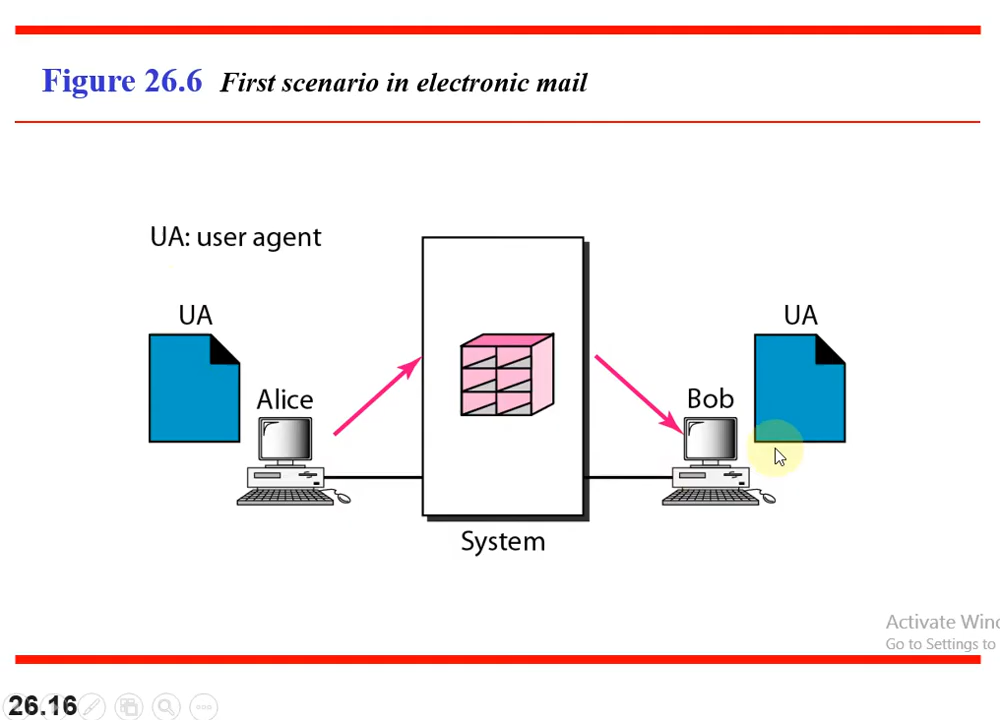 Figure 26.6 First scenario in electronic mail
UA: user agent
UA
UA
Alice
Bob
System
Activate Win
Go to Settings to
26.16